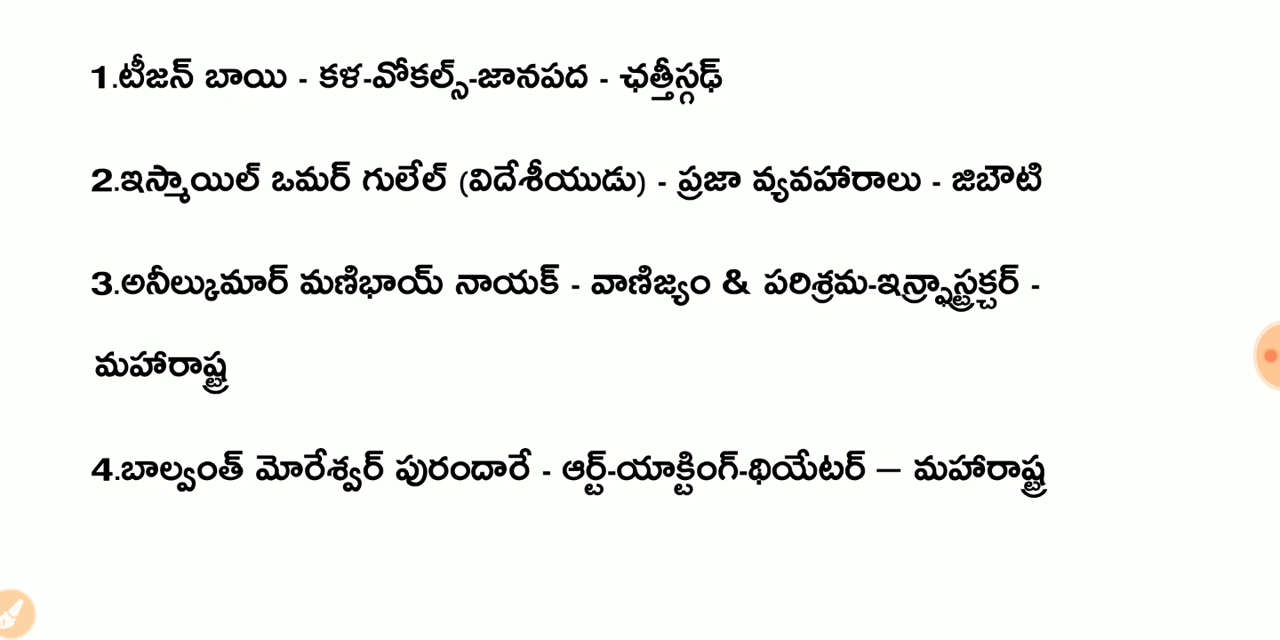 1.టీజన్ బాయి - కళ-వోకల్స్-జానపద - ఛత్తీస్గఢ్
2.ఇస్మాయిల్ ఒమర్ గులేల్ (విదేశీయుడు) - ప్రజా వ్యవహారాలు - జిబౌటి
3.అనీల్కుమార్ మణిభాయ్ నాయక్ - వాణిజ్యం & పరిశ్రమ-ఇన్ఫ్రాస్ట్రక్చర్ -
మహారాష్ట్ర
4.బాల్వంత్ మోరేశ్వర్ పురందారే - ఆర్ట్-యాక్టింగ్-థియేటర్ – మహారాష్ట్ర